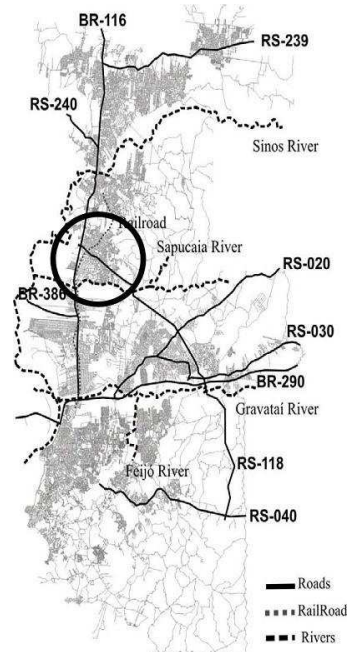 BR-116
RS-239
RS-240
Sinos River
Railroad
Sapucaia River
RS-020
BR-386
RS-030
BR-290
Gravataí River
Feijó River
RS-118
RS-040
Roads
RailRoad
Rivers